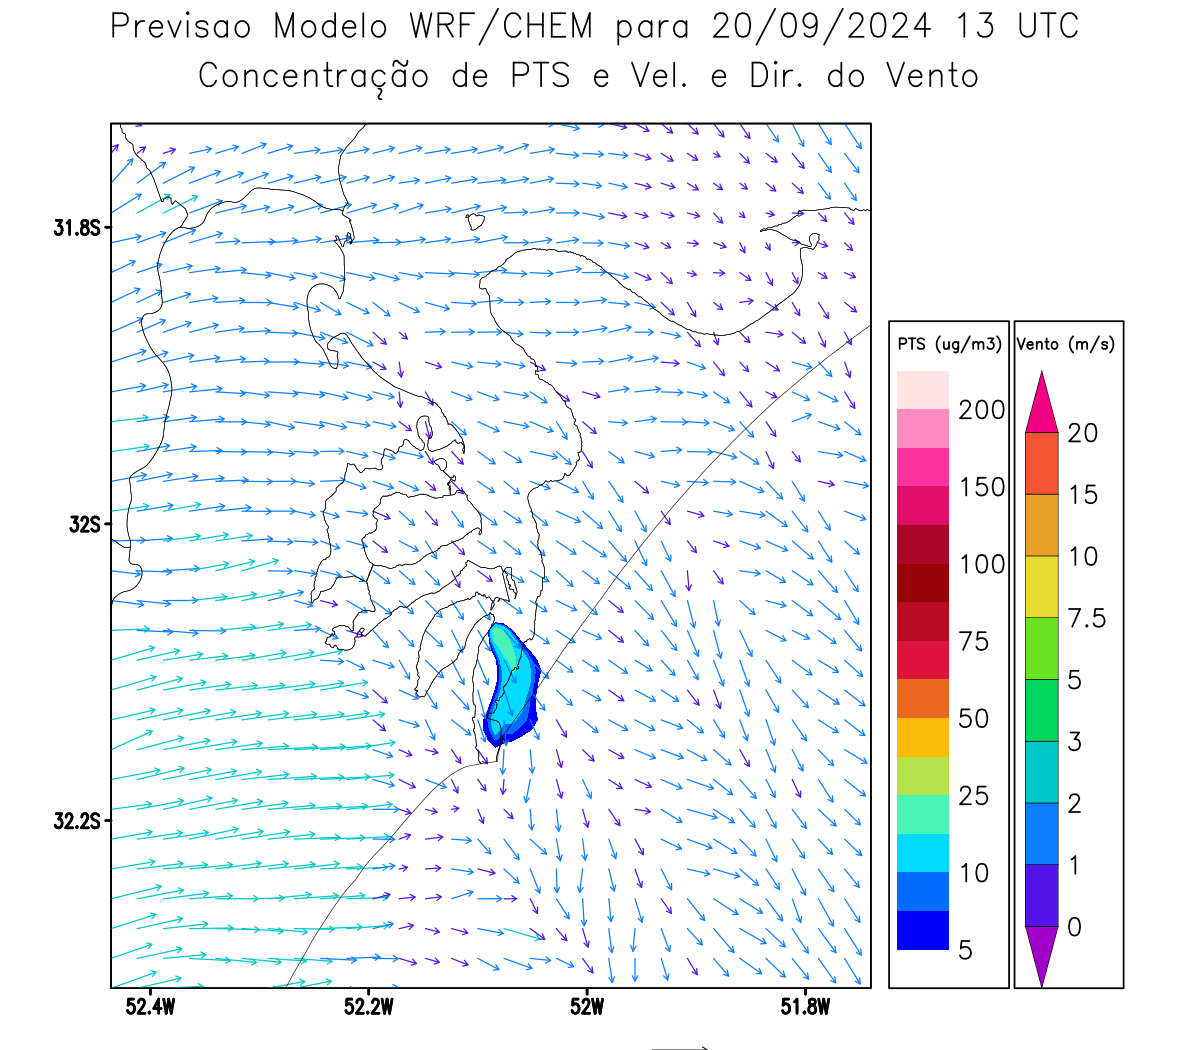 Previsao Modelo WRF/CHEM para 20/09/2024 13 UTC
Concentração de PTS e Vel. e Dir. do Vento
31.8S
32S
32.2S
52.4W
52.2W
52W
51.8W
PTS (ug/m3)
200
150
100
75
50
25
10
5
Vento (m/s)
20
15
10
7.5
5
3
2
1
0